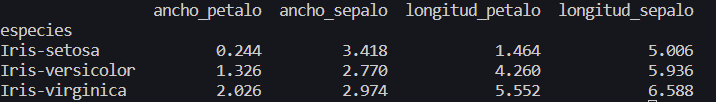 ancho_petalo ancho_sepalo longitud_petalo longitud_sepalo
especies
Iris-setosa 0.244 3.418 1.464 5.006
Iris-versicolor 1.326 2.770 4.260 5.936
Iris-virginica 2.026 2.974 5.552 6.588